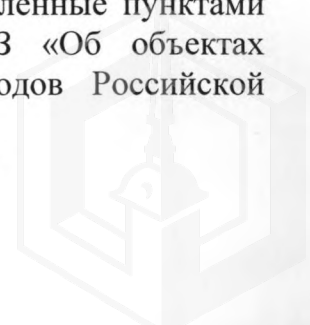 ленные пунктами
З «Об объектах
одов Российской